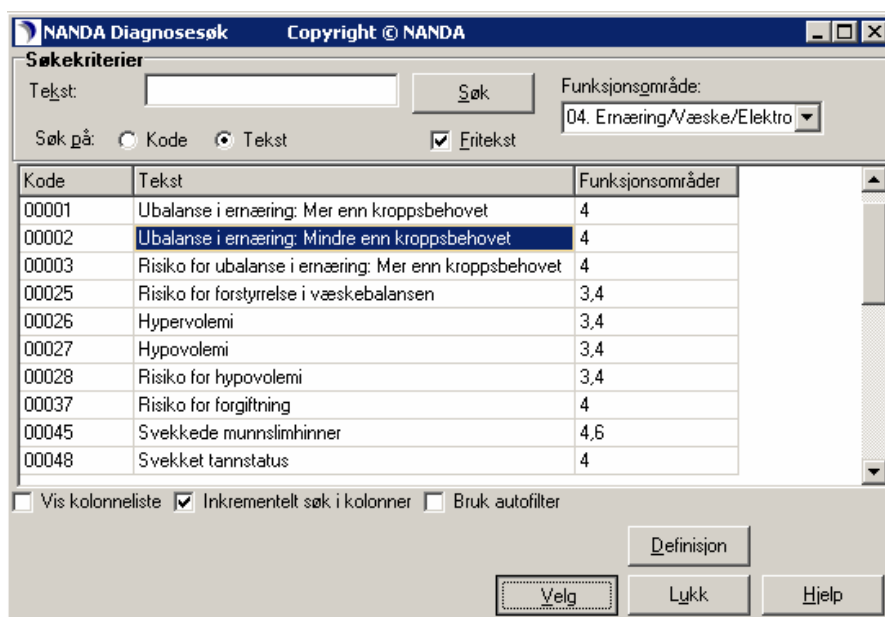 NANDA Diagnosesøk Copyright © NANDA
Søkekriterier
Tekst:
Søk
Funksjonsområde:
04. Ernæring/Væske/Elektro
Søk på: Kode Tekst Fritekst
Kode Tekst Funksjonsområder
00001 Ubalanse i ernæring: Mer enn kroppsbehovet 4
00002 Ubalanse i ernæring: Mindre enn kroppsbehovet 4
00003 Risiko for ubalanse i ernæring: Mer enn kroppsbehovet 4
00025 Risiko for forstyrrelse i væskebalansen 3,4
00026 Hypervolemi 3,4
00027 Hypovolemi 3,4
00028 Risiko for hypovolemi 3,4
00037 Risiko for forgiftning 4
00045 Svekkede munnslimhinner 4,6
00048 Svekket tannstatus 4
Vis kolonneliste Inkrementelt søk i kolonner Bruk autofilter
Definisjon
Velg Lukk Hjelp